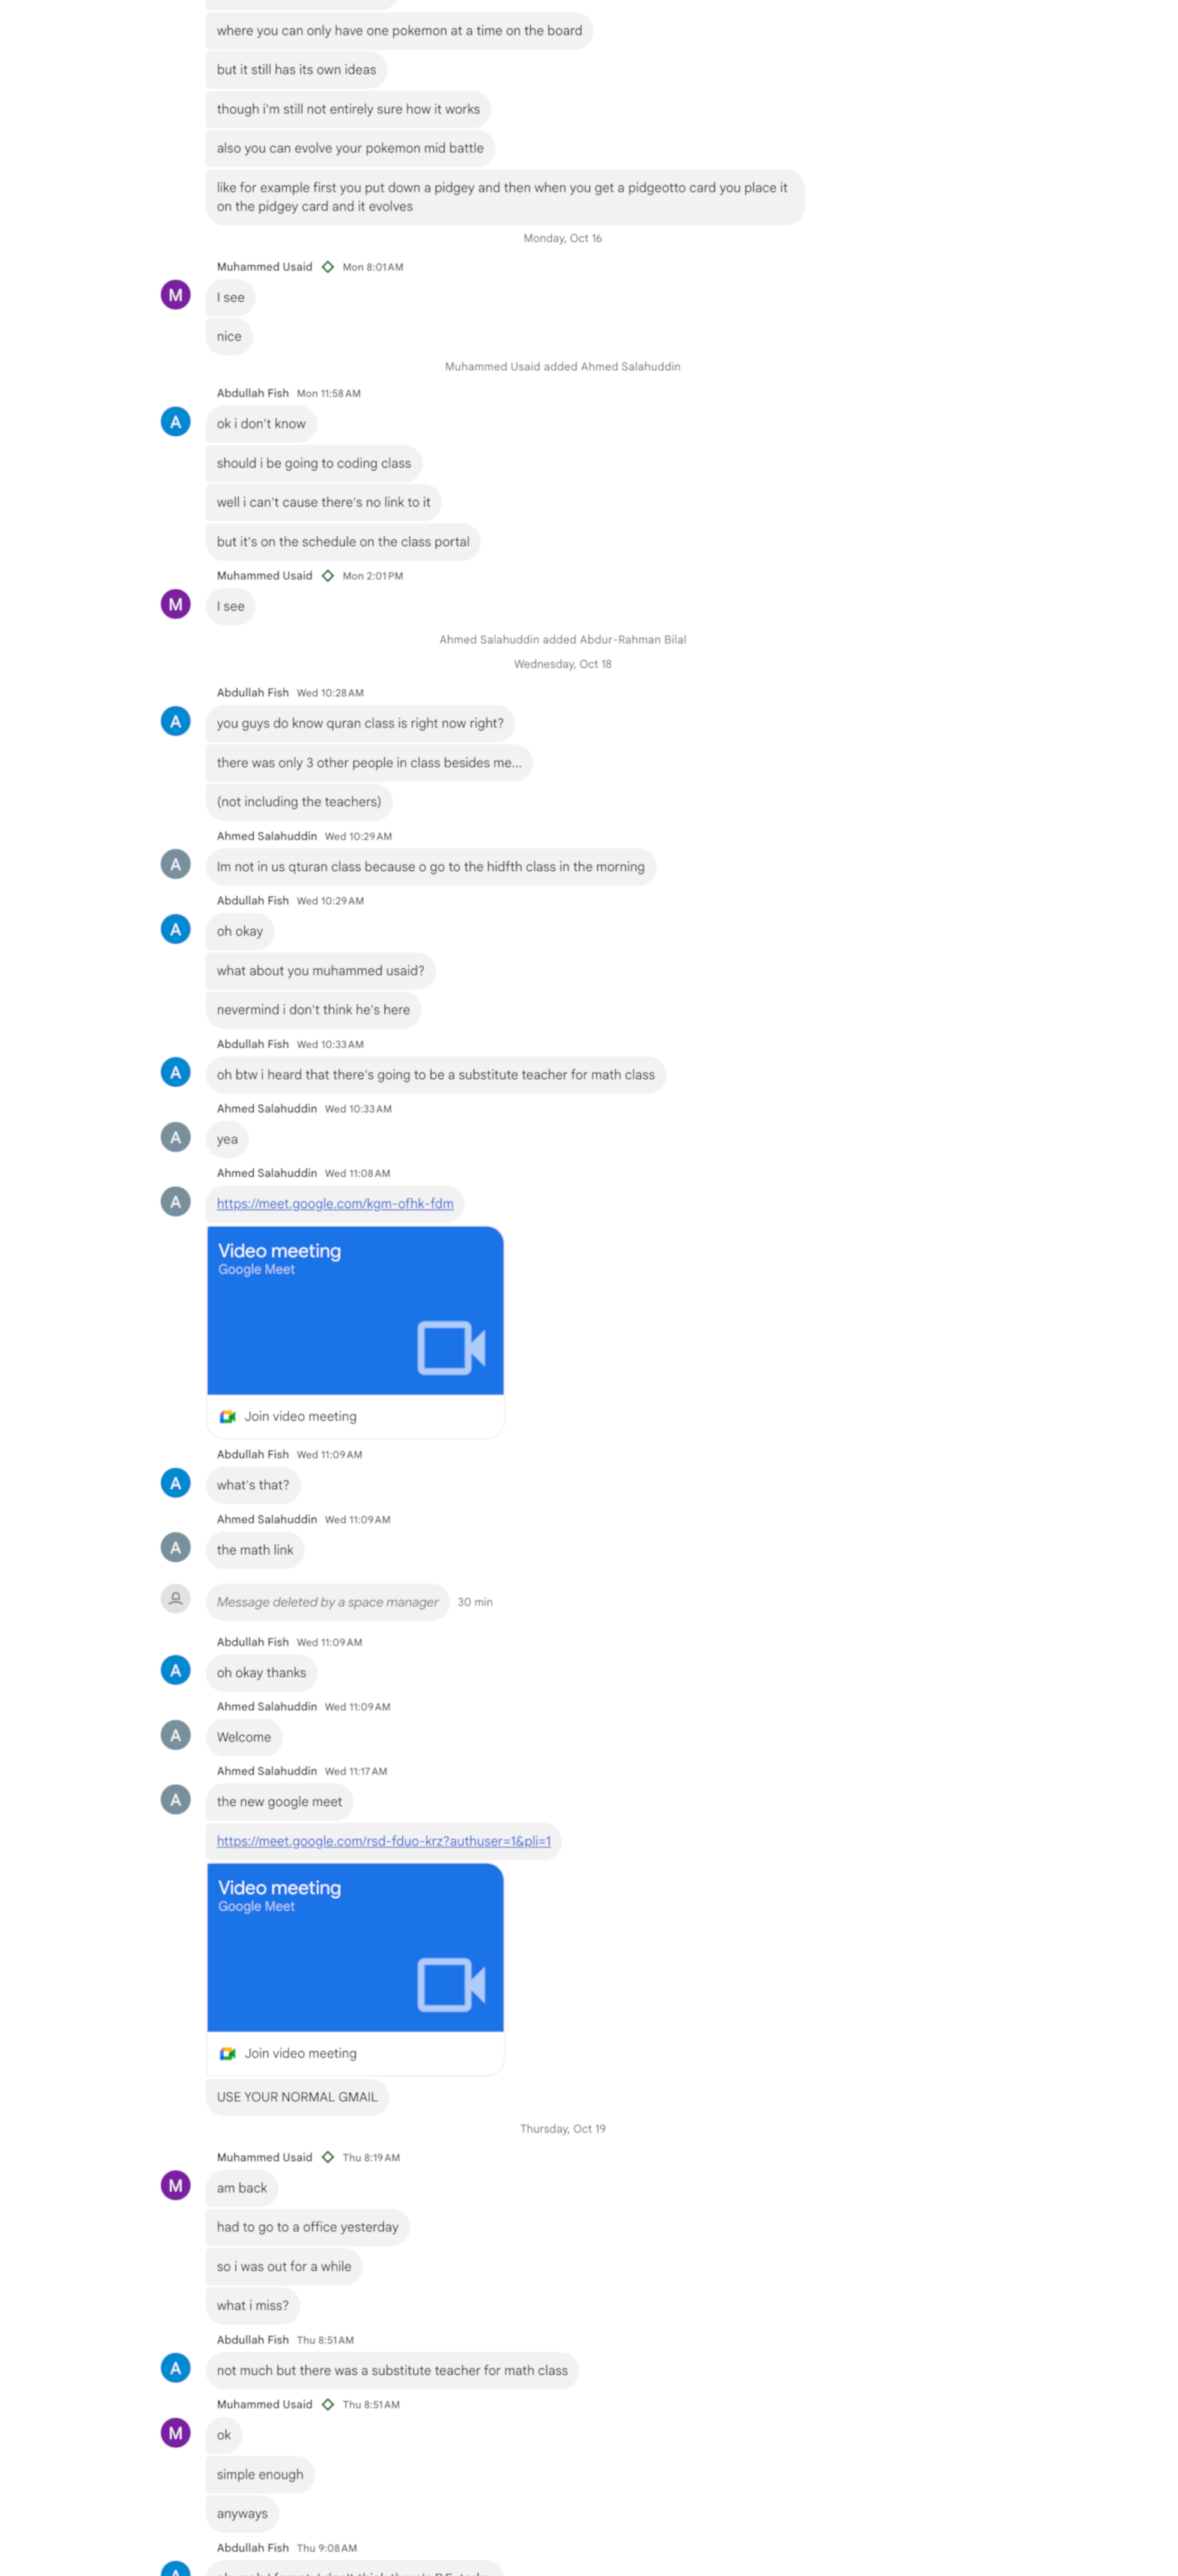 where you can only have one pokemon at a time on the board
but it still has its own ideas
though i'm still not entirely sure how it works
also you can evolve your pokemon mid battle
like for example first you put down a pidgey and then when you get a pidgeotto card you place it
on the pidgey card and it evolves
Monday, Oct 16
Muhammed Usaid Mon 8:01 AM
M
I see
nice
Muhammed Usaid added Ahmed Salahuddin
Abdullah Fish Mon 11:58 AM
A
ok i don't know
should i be going to coding class
well i can't cause there's no link to it
but it's on the schedule on the class portal
Muhammed Usaid Mon 2:01 PM
M
I see
Ahmed Salahuddin added Abdur-Rahman Bilal
Wednesday, Oct 18
Abdullah Fish Wed 10:28 AM
A
you guys do know quran class is right now right?
there was only 3 other people in class besides me...
(not including the teachers)
Ahmed Salahuddin Wed 10:29 AM
A
Im not in us qturan class because o go to the hidfth class in the morning
Abdullah Fish Wed 10:29 AM
A
oh okay
what about you muhammed usaid?
nevermind i don't think he's here
Abdullah Fish Wed 10:33 AM
A
oh btw i heard that there's going to be a substitute teacher for math class
Ahmed Salahuddin Wed 10:33 AM
A
yea
Ahmed Salahuddin Wed 11:08 AM
A
https://meet.google.com/kgm-ofhk-fdm
Video meeting
Google Meet
Join video meeting
Abdullah Fish Wed 11:09 AM
A
what's that?
Ahmed Salahuddin Wed 11:09 AM
A
the math link
Message deleted by a space manager 30 min
Abdullah Fish Wed 11:09 AM
A
oh okay thanks
Ahmed Salahuddin Wed 11:09 AM
A
Welcome
Ahmed Salahuddin Wed 11:17 AM
A
the new google meet
https://meet.google.com/rsd-fduo-krz?authuser=1&pli=1
Video meeting
Google Meet
Join video meeting
USE YOUR NORMAL GMAIL
Thursday, Oct 19
Muhammed Usaid Thu 8:19 AM
M
am back
had to go to a office yesterday
so i was out for a while
what i miss?
Abdullah Fish Thu 8:51 AM
A
not much but there was a substitute teacher for math class
Muhammed Usaid Thu 8:51 AM
M
ok
simple enough
anyways
Abdullah Fish Thu 9:08 AM